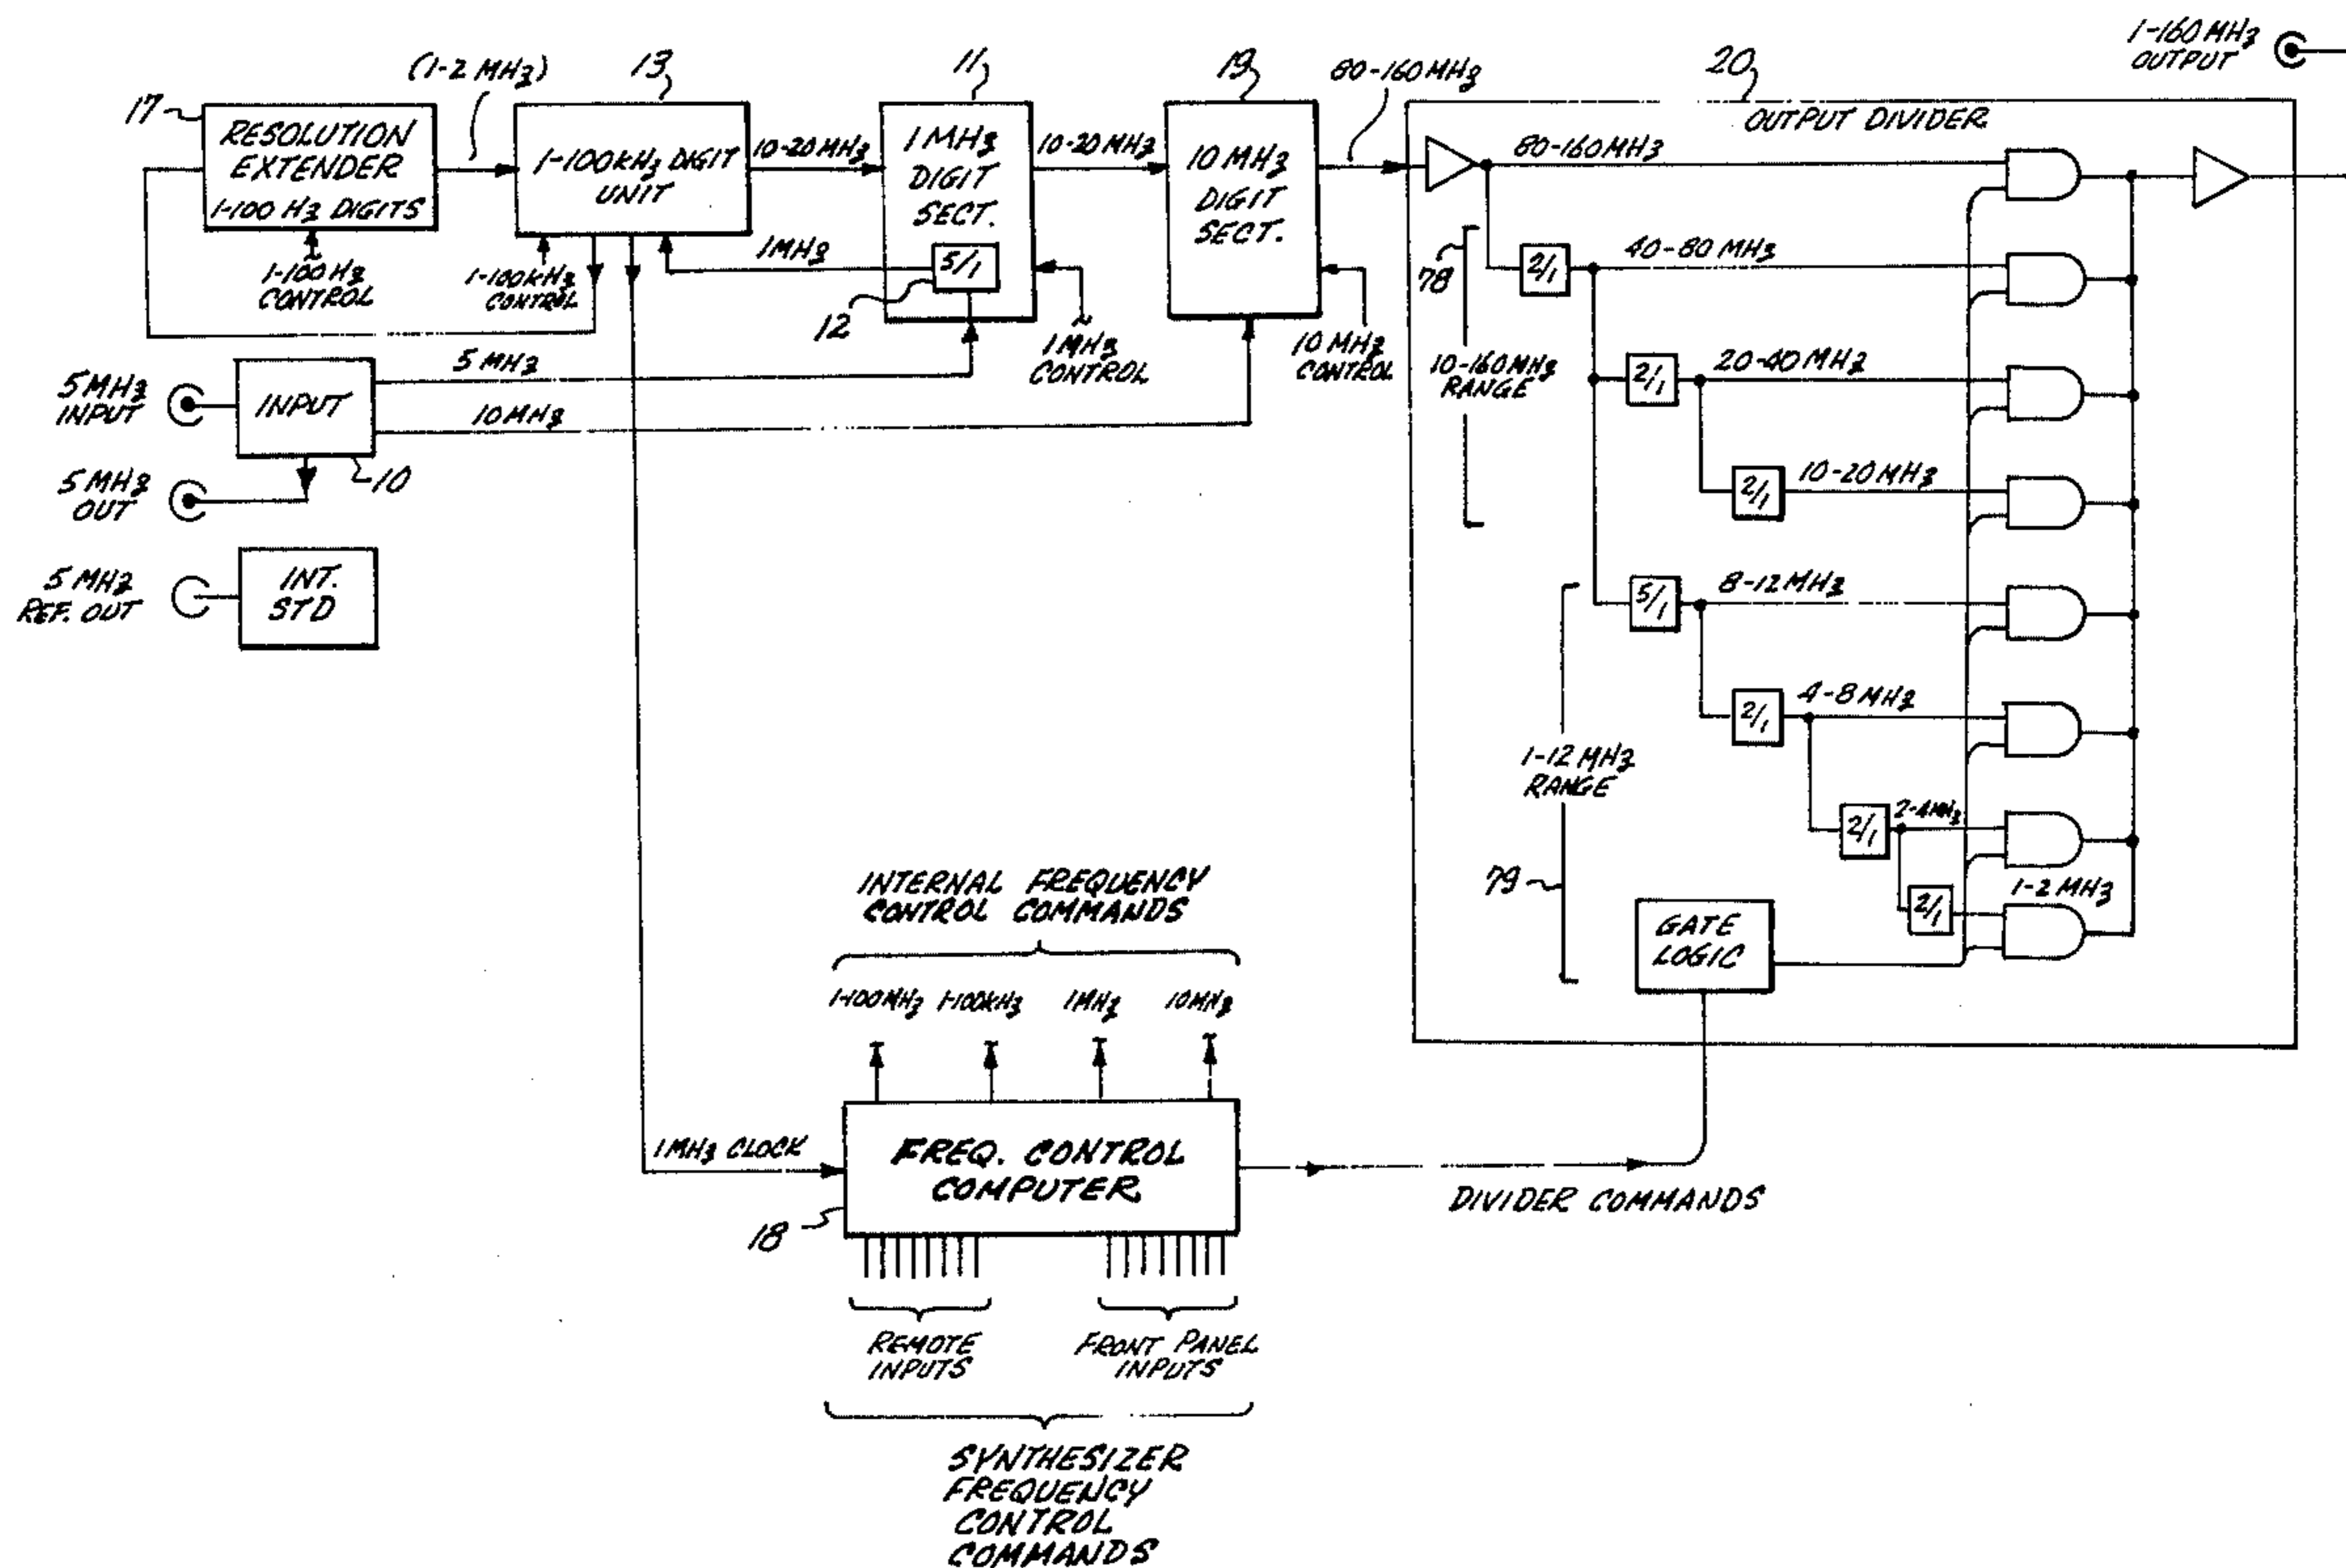 1-160 MHz
OUTPUT
(1-2 MHz)
13
11
19
80-160 MHz
20
17
RESOLUTION
EXTENDER
1-100 Hz DIGITS
1-100 kHz DIGIT
UNIT
10-20 MHz
1 MHz
DIGIT
SECT.
10-20 MHz
10 MHz
DIGIT
SECT.
OUTPUT DIVIDER
80-160 MHz
1-100 Hz
CONTROL
1-100 kHz
CONTROL
1 MHz
5/1
12
1 MHz
CONTROL
10 MHz
CONTROL
78
10-160 MHz
RANGE
2/1
40-80 MHz
2/1
20-40 MHz
2/1
10-20 MHz
5 MHz
INPUT
INPUT
5 MHz
10 MHz
10
5 MHz
OUT
5 MHz
REF. OUT
INT.
STD
5/1
8-12 MHz
2/1
4-8 MHz
1-12 MHz
RANGE
2/1
2-4 MHz
79
2/1
1-2 MHz
GATE
LOGIC
INTERNAL FREQUENCY
CONTROL COMMANDS
1-100 MHz
1-100 kHz
1 MHz
10 MHz
1 MHz CLOCK
FREQ. CONTROL
COMPUTER
18
DIVIDER COMMANDS
REMOTE
INPUTS
FRONT PANEL
INPUTS
SYNTHESIZER
FREQUENCY
CONTROL
COMMANDS